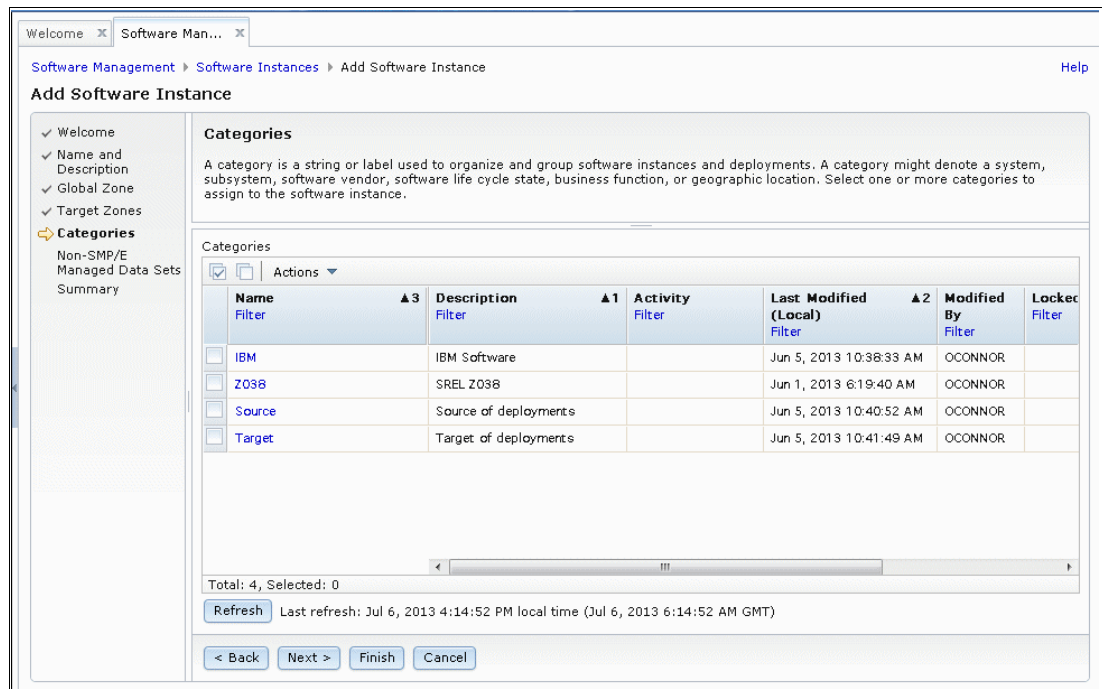 Welcome X Software Man... X
Software Management Software Instances Add Software Instance Help
Add Software Instance
Welcome
Name and
Description
Global Zone
Target Zones
Categories
Non-SMP/E
Managed Data Sets
Summary
Categories
A category is a string or label used to organize and group software instances and deployments. A category might denote a system,
subsystem, software vendor, software life cycle state, business function, or geographic location. Select one or more categories to
assign to the software instance.
Categories
Actions
Name ▲3 Description ▲1 Activity Last Modified ▲2 Modified Locked
Filter Filter Filter (Local) By Filter
Filter Filter
IBM IBM Software Jun 5, 2013 10:38:33 AM OCONNOR
Z038 SREL Z038 Jun 1, 2013 6:19:40 AM OCONNOR
Source Source of deployments Jun 5, 2013 10:40:52 AM OCONNOR
Target Target of deployments Jun 5, 2013 10:41:49 AM OCONNOR
Total: 4, Selected: 0
Refresh Last refresh: Jul 6, 2013 4:14:52 PM local time (Jul 6, 2013 6:14:52 AM GMT)
< Back Next > Finish Cancel